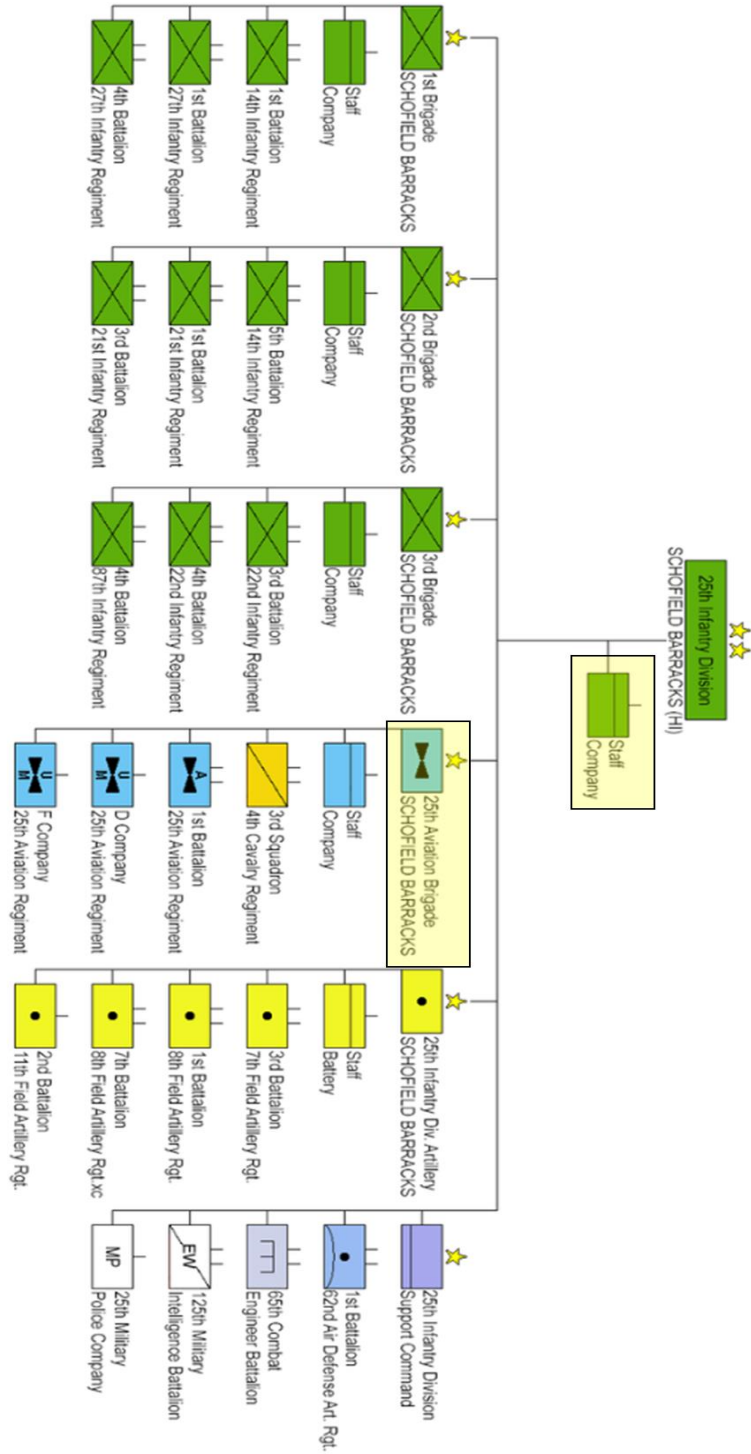 25th Infantry Division
SCHOFIELD BARRACKS (HI)
Staff
Company
1st Brigade
SCHOFIELD BARRACKS
Staff
Company
1st Battalion
14th Infantry Regiment
1st Battalion
27th Infantry Regiment
4th Battalion
27th Infantry Regiment
2nd Brigade
SCHOFIELD BARRACKS
Staff
Company
5th Battalion
14th Infantry Regiment
1st Battalion
21st Infantry Regiment
3rd Battalion
21st Infantry Regiment
3rd Brigade
SCHOFIELD BARRACKS
Staff
Company
3rd Battalion
22nd Infantry Regiment
4th Battalion
22nd Infantry Regiment
4th Battalion
87th Infantry Regiment
25th Aviation Brigade
SCHOFIELD BARRACKS
Staff
Company
3rd Squadron
4th Cavalry Regiment
A
1st Battalion
25th Aviation Regiment
U
M
D Company
25th Aviation Regiment
U
M
F Company
25th Aviation Regiment
25th Infantry Div. Artillery
SCHOFIELD BARRACKS
Staff
Battery
3rd Battalion
7th Field Artillery Rgt.
1st Battalion
8th Field Artillery Rgt.
7th Battalion
8th Field Artillery Rgt.xc
2nd Battalion
11th Field Artillery Rgt.
25th Infantry Division
Support Command
1st Battalion
62nd Air Defense Art. Rgt.
65th Combat
Engineer Battalion
EW
125th Military
Intelligence Battalion
MP
25th Military
Police Company